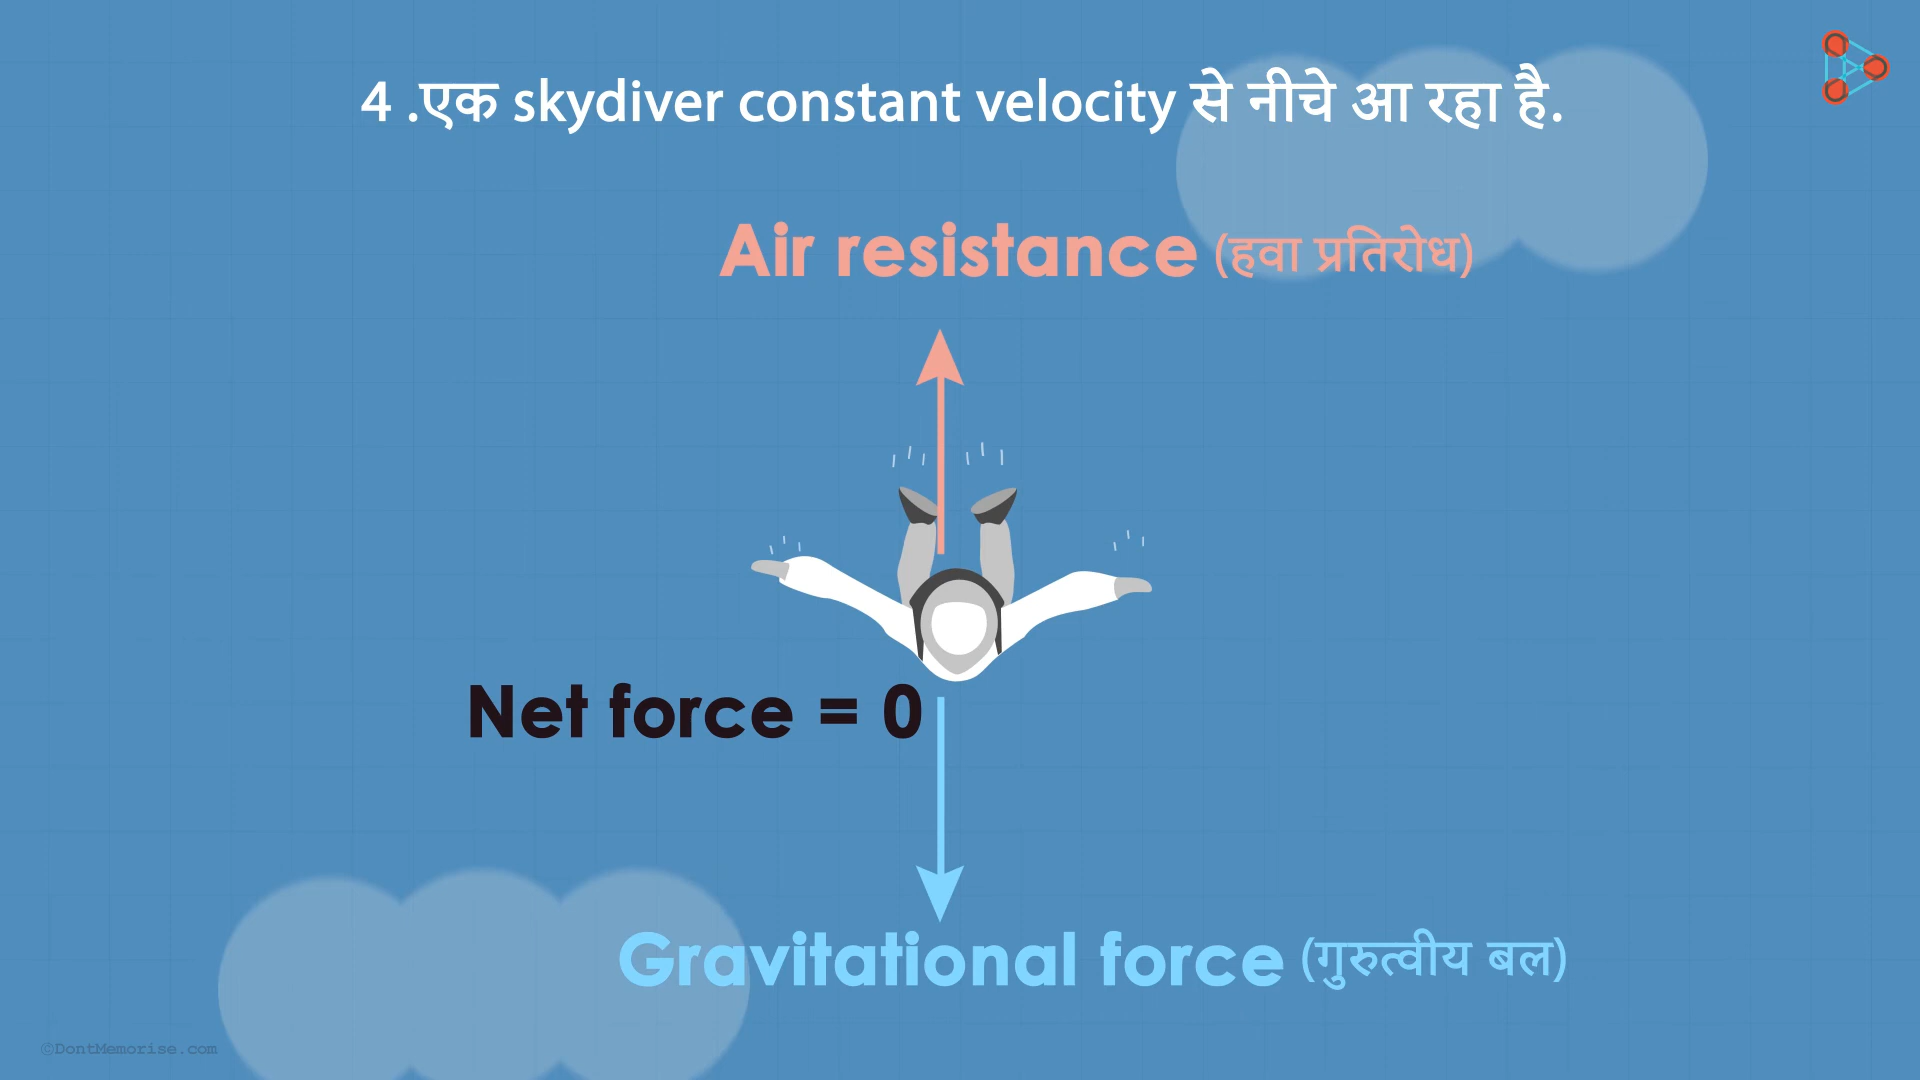 4 .एक skydiver constant velocity से नीचे आ रहा है.
Air resistance (हवा प्रतिरोध)
Net force = 0
Gravitational force (गुरुत्वीय बल)
©DontMemorise.com